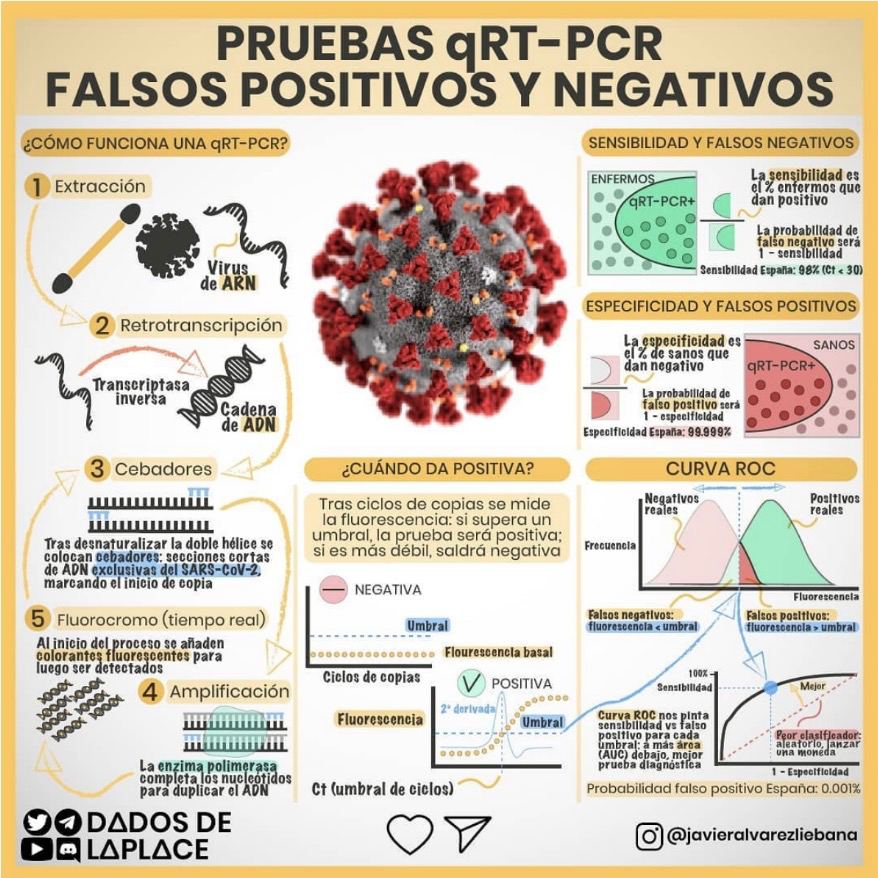 PRUEBAS qRT-PCR
FALSOS POSITIVOS Y NEGATIVOS
¿CÓMO FUNCIONA UNA qRT-PCR?
1 Extracción
Virus
de ARN
2 Retrotranscripción
Transcriptasa
inversa
Cadena
de ADN
3 Cebadores
Tras desnaturalizar la doble hélice se
colocan cebadores: secciones cortas
de ADN exclusivas del SARS-CoV-2,
marcando el inicio de copia
5 Fluorocromo (tiempo real)
Al inicio del proceso se añaden
colorantes fluorescentes para
luego ser detectados
4 Amplificación
La enzima polimerasa
completa los nucleótidos
para duplicar el ADN
¿CUÁNDO DA POSITIVA?
Tras ciclos de copias se mide
la fluorescencia: si supera un
umbral, la prueba será positiva;
si es más débil, saldrá negativa
NEGATIVA
Umbral
Flourescencia basal
Ciclos de copias
POSITIVA
Fluorescencia
2ª derivada
Umbral
Ct (umbral de ciclos)
SENSIBILIDAD Y FALSOS NEGATIVOS
ENFERMOS
qRT-PCR+
La sensibilidad es
el % enfermos que
dan positivo
La probabilidad de
falso negativo será
1 - sensibilidad
Sensibilidad España: 98% (Ct < 30)
ESPECIFICIDAD Y FALSOS POSITIVOS
La especificidad es
el % de sanos que
dan negativo
La probabilidad de
falso positivo será
1 - especificidad
Especificidad España: 99.999%
SANOS
qRT-PCR+
CURVA ROC
Negativos
reales
Positivos
reales
Frecuencia
Fluorescencia
Falsos negativos:
fluorescencia < umbral
Falsos positivos:
fluorescencia > umbral
100%
Sensibilidad
Mejor
Curva ROC nos pinta
sensibilidad vs falso
positivo para cada
umbral: a más área
(AUC) debajo, mejor
prueba diagnóstica
Peor clasificador:
aleatorio, lanzar
una moneda
1 - Especificidad
Probabilidad falso positivo España: 0.001%
DADOS DE
LAPLACE
@javieralvarezliebana